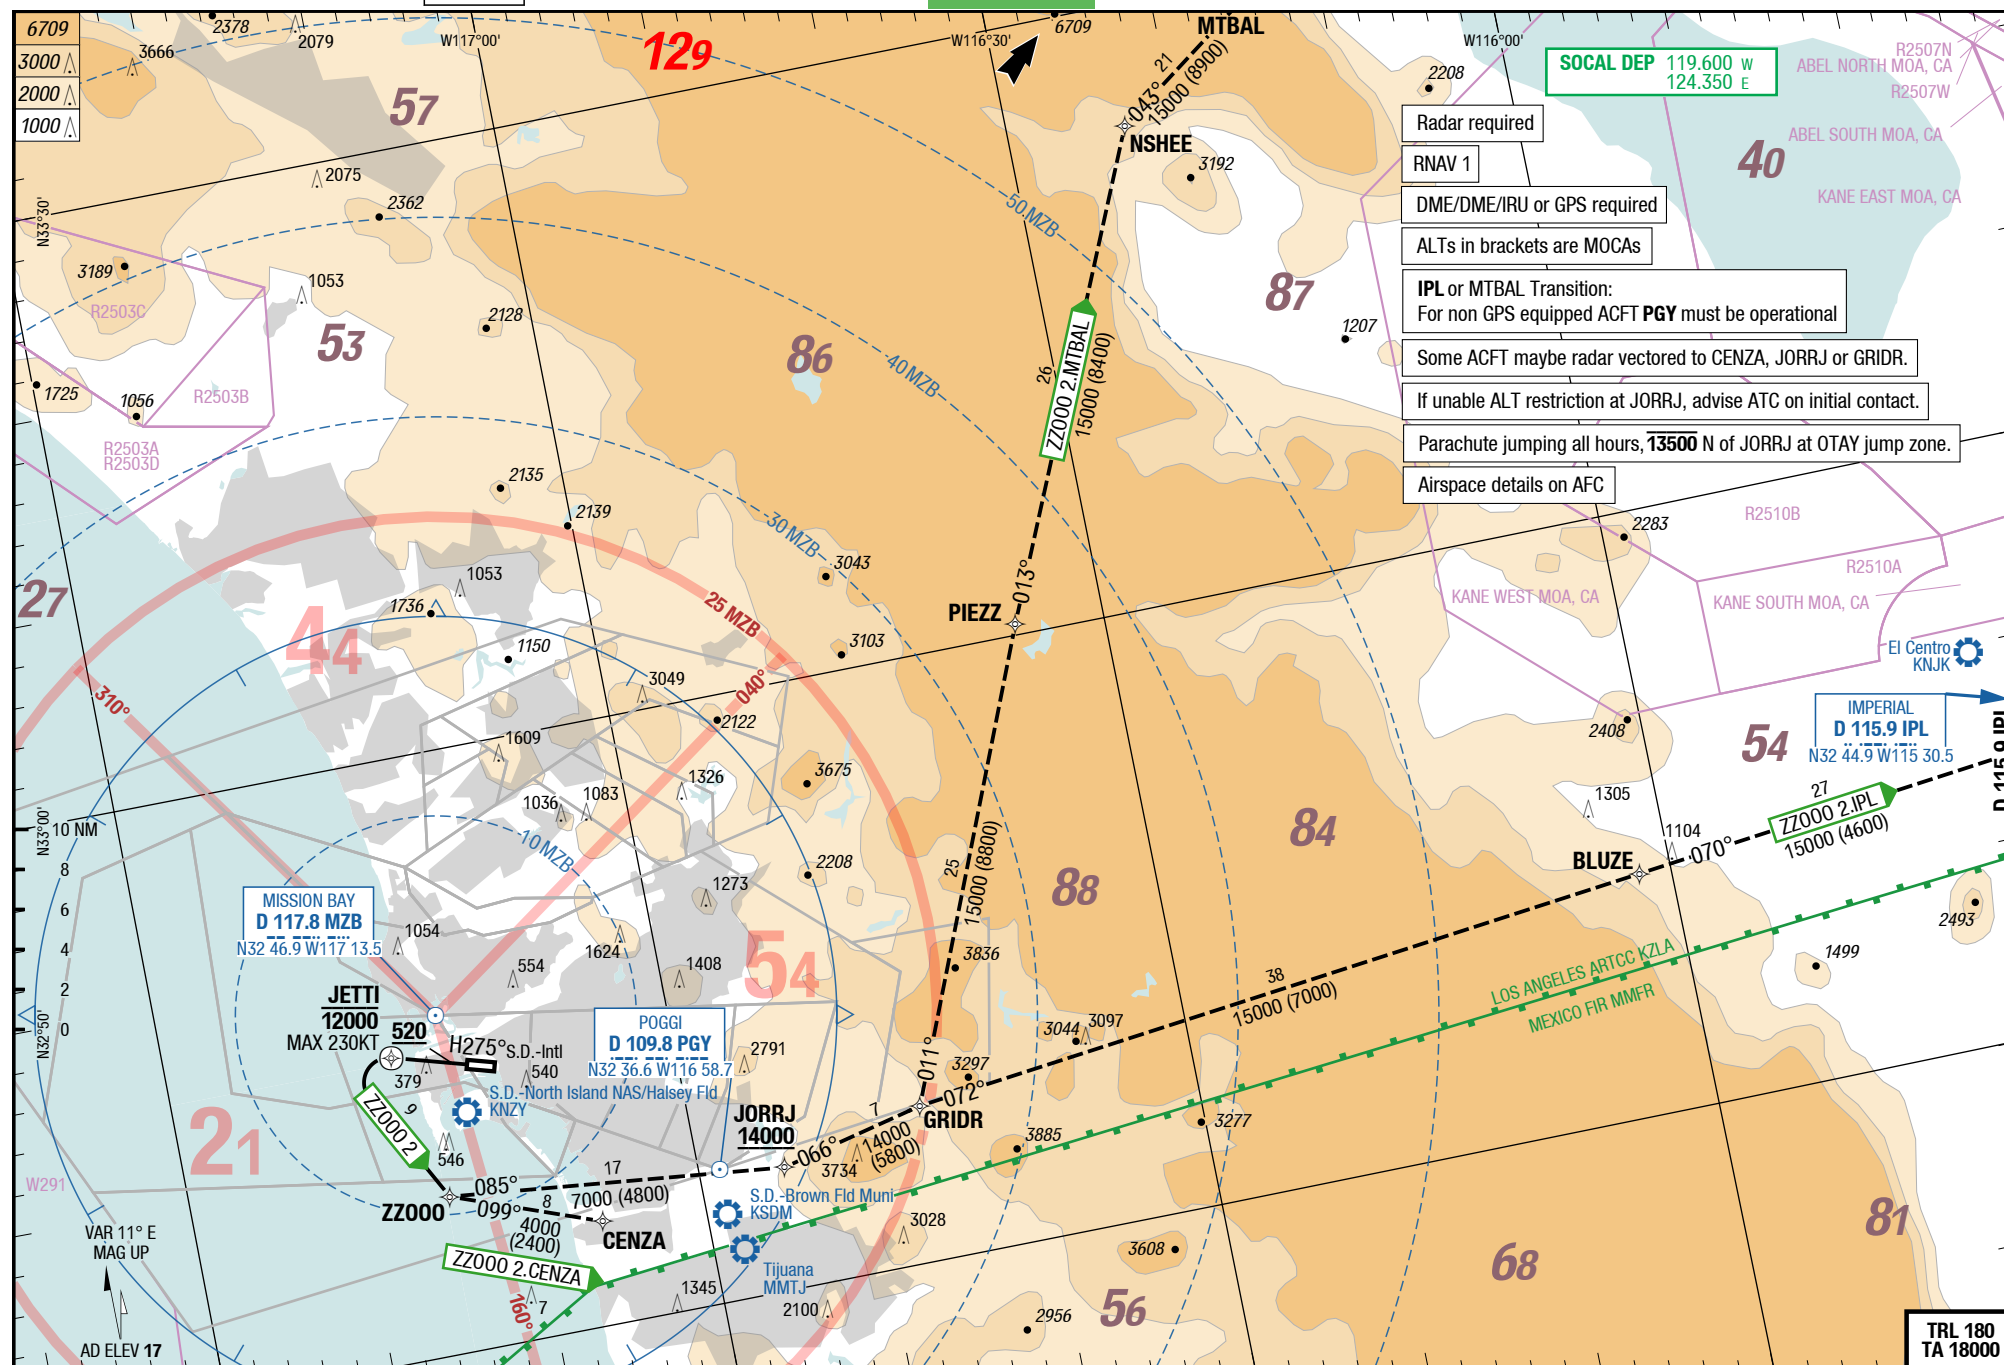 6709
3000
2000
1000
3666
2378
2079
W117°00'
129
W116°30'
6709
MTBAL
21
043°
15000 (8900)
NSHEE
W116°00'
2208
SOCAL DEP 119.600 W
124.350 E
R2507N
ABEL NORTH MOA, CA
R2507W
ABEL SOUTH MOA, CA
40
KANE EAST MOA, CA
Radar required
RNAV 1
DME/DME/IRU or GPS required
ALTs in brackets are MOCAs
IPL or MTBAL Transition:
For non GPS equipped ACFT PGY must be operational
Some ACFT maybe radar vectored to CENZA, JORRJ or GRIDR.
If unable ALT restriction at JORRJ, advise ATC on initial contact.
Parachute jumping all hours, 13500 N of JORRJ at OTAY jump zone.
Airspace details on AFC
57
2075
2362
N33°30'
3189
R2503C
1053
53
2128
86
50 MZB
3192
87
1207
40 MZB
26
ZZOOO 2.MTBAL
15000 (8400)
1725
1056
R2503B
R2503A
R2503D
2135
2139
30 MZB
3043
2283
R2510B
R2510A
KANE WEST MOA, CA
KANE SOUTH MOA, CA
27
1736
1053
44
25 MZB
1150
3103
PIEZZ
013°
El Centro
KNJK
310°
3049
040°
2122
2408
54
IMPERIAL
D 115.9 IPL
N32 44.9 W115 30.5
D 115.9 IPL
1609
1326
3675
1036
1083
N33°00'
10 NM
8
6
4
2
0
N32°50'
10 MZB
2208
1273
25
15000 (8800)
88
84
1305
1104
BLUZE
070°
27
ZZOOO 2.IPL
15000 (4600)
2493
1499
MISSION BAY
D 117.8 MZB
N32 46.9 W117 13.5
1054
554
1624
1408
54
3836
38
15000 (7000)
LOS ANGELES ARTCC KZLA
MEXICO FIR MMFR
JETTI
12000
MAX 230KT
520
H275°
S.D.-Intl
540
379
POGGI
D 109.8 PGY
N32 36.6 W116 58.7
2791
3044
3097
011°
3297
072°
S.D.-North Island NAS/Halsey Fld
KNZY
9
ZZOOO 2
546
21
JORRJ
14000
066°
7
14000
(5800)
3734
GRIDR
3885
3277
W291
085°
17
7000 (4800)
099°
8
4000
(2400)
ZZOOO
CENZA
S.D.-Brown Fld Muni
KSDM
3028
3608
68
81
VAR 11° E
MAG UP
ZZOOO 2.CENZA
Tijuana
MMTJ
7
160°
1345
2100
2956
56
AD ELEV 17
TRL 180
TA 18000